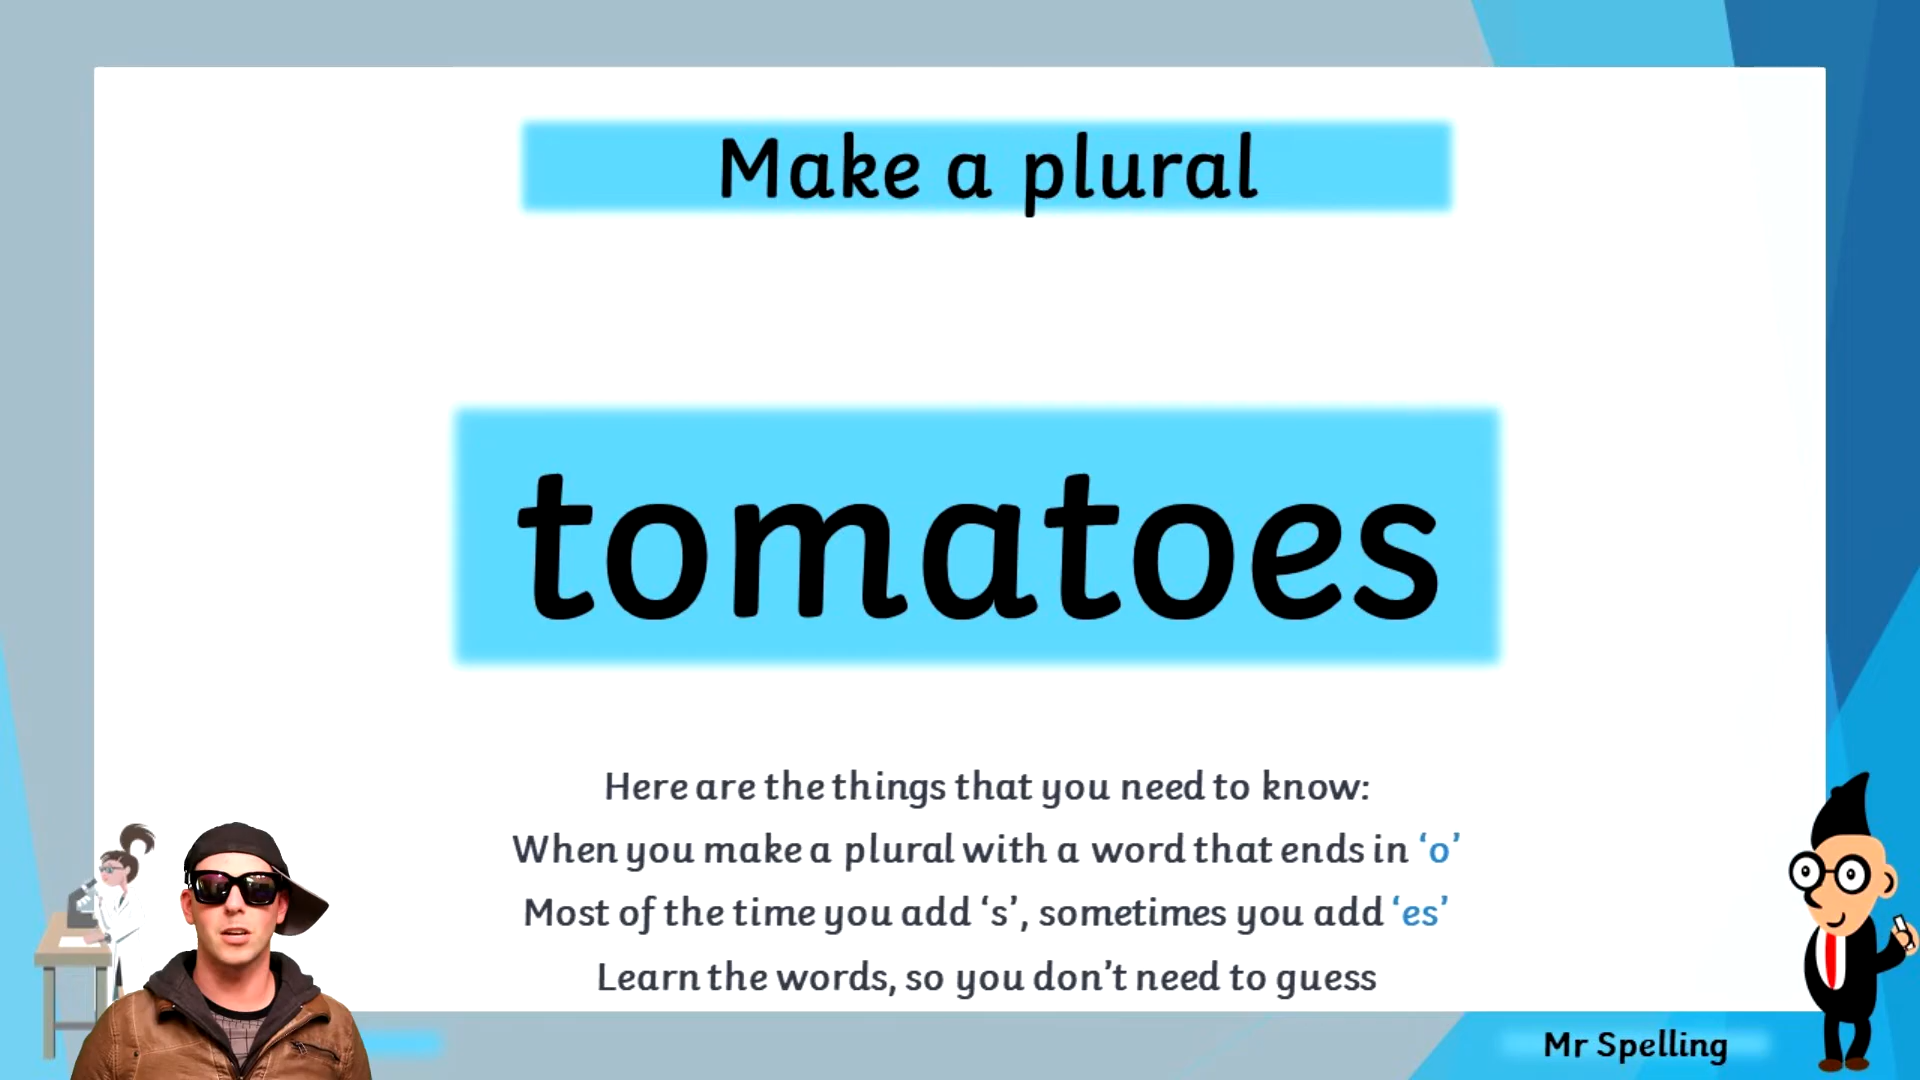 Make a plural
tomatoes
Here are the things that you need to know:
When you make a plural with a word that ends in ‘o’
Most of the time you add ‘s’, sometimes you add ‘es’
Learn the words, so you don’t need to guess
Mr Spelling